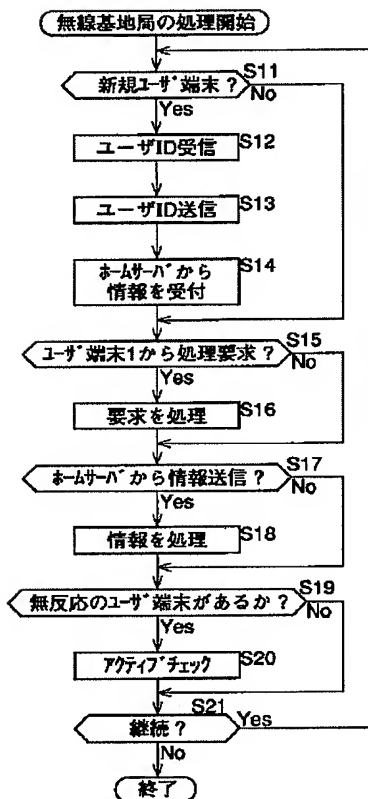 無線基地局の処理開始
新規ユーザ端末？
S11
No
Yes
ユーザID受信
S12
ユーザID送信
S13
ホームサーバから
情報を受付
S14
ユーザ端末1から処理要求？
S15
No
Yes
要求を処理
S16
ホームサーバから情報送信？
S17
No
Yes
情報を処理
S18
無反応のユーザ端末があるか？
S19
No
Yes
アクティブチェック
S20
継続？
S21
Yes
No
終了